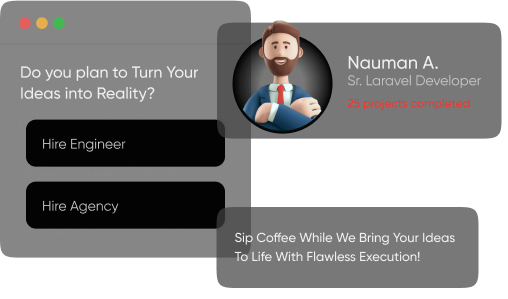 Do you plan to Turn Your
Ideas into Reality?
Hire Engineer
Hire Agency
Nauman A.
Sr. Laravel Developer
25 projects completed
Sip Coffee While We Bring Your Ideas
To Life With Flawless Execution!